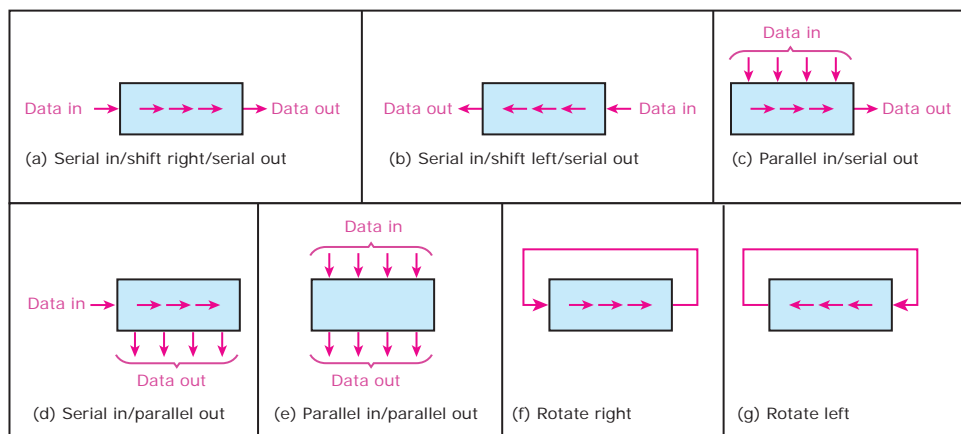 Data in
Data out
(a) Serial in/shift right/serial out
Data out
Data in
(b) Serial in/shift left/serial out
Data in
Data out
(c) Parallel in/serial out
Data in
Data out
(d) Serial in/parallel out
Data in
Data out
(e) Parallel in/parallel out
(f) Rotate right
(g) Rotate left